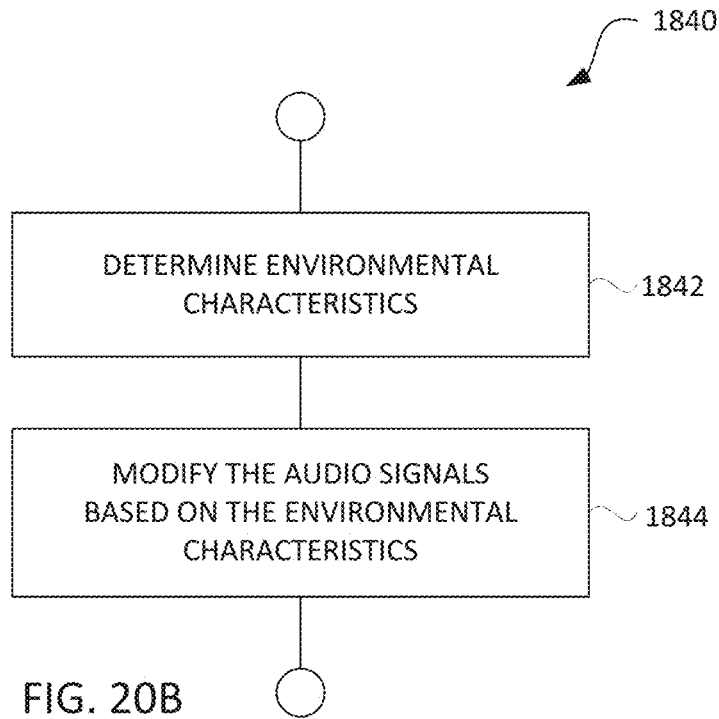 1840
DETERMINE ENVIRONMENTAL
CHARACTERISTICS
1842
MODIFY THE AUDIO SIGNALS
BASED ON THE ENVIRONMENTAL
CHARACTERISTICS
1844
FIG. 20B